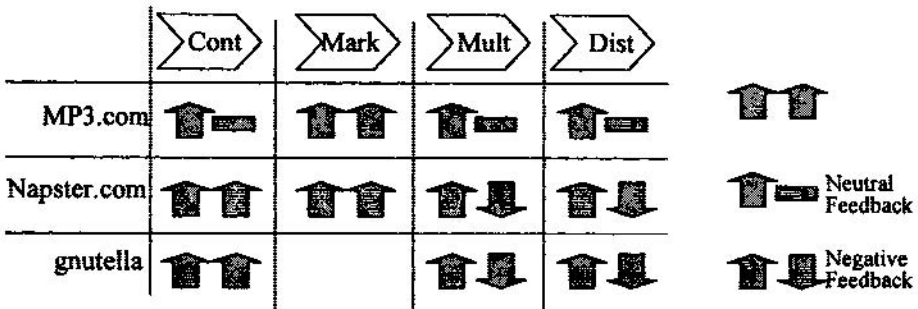 Cont Mark Mult Dist
MP3.com
Napster.com
Neutral
Feedback
gnutella
Negative
Feedback